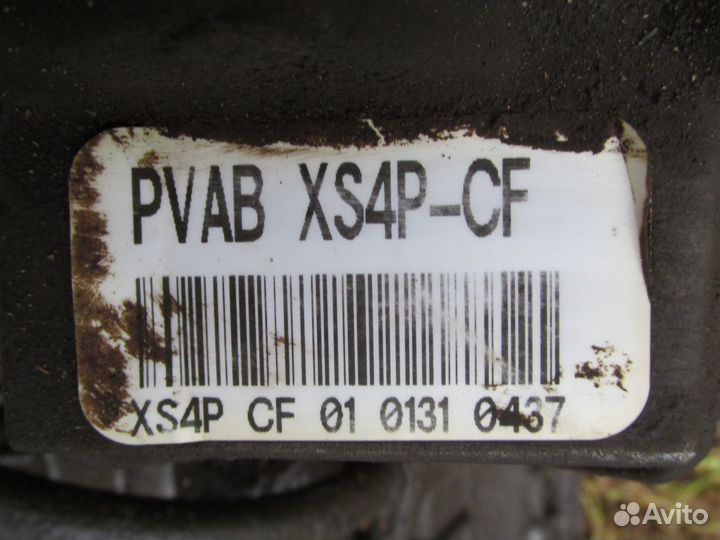 PVAB XS4P-CF
XS4P CF 01 0131 0437
Avito